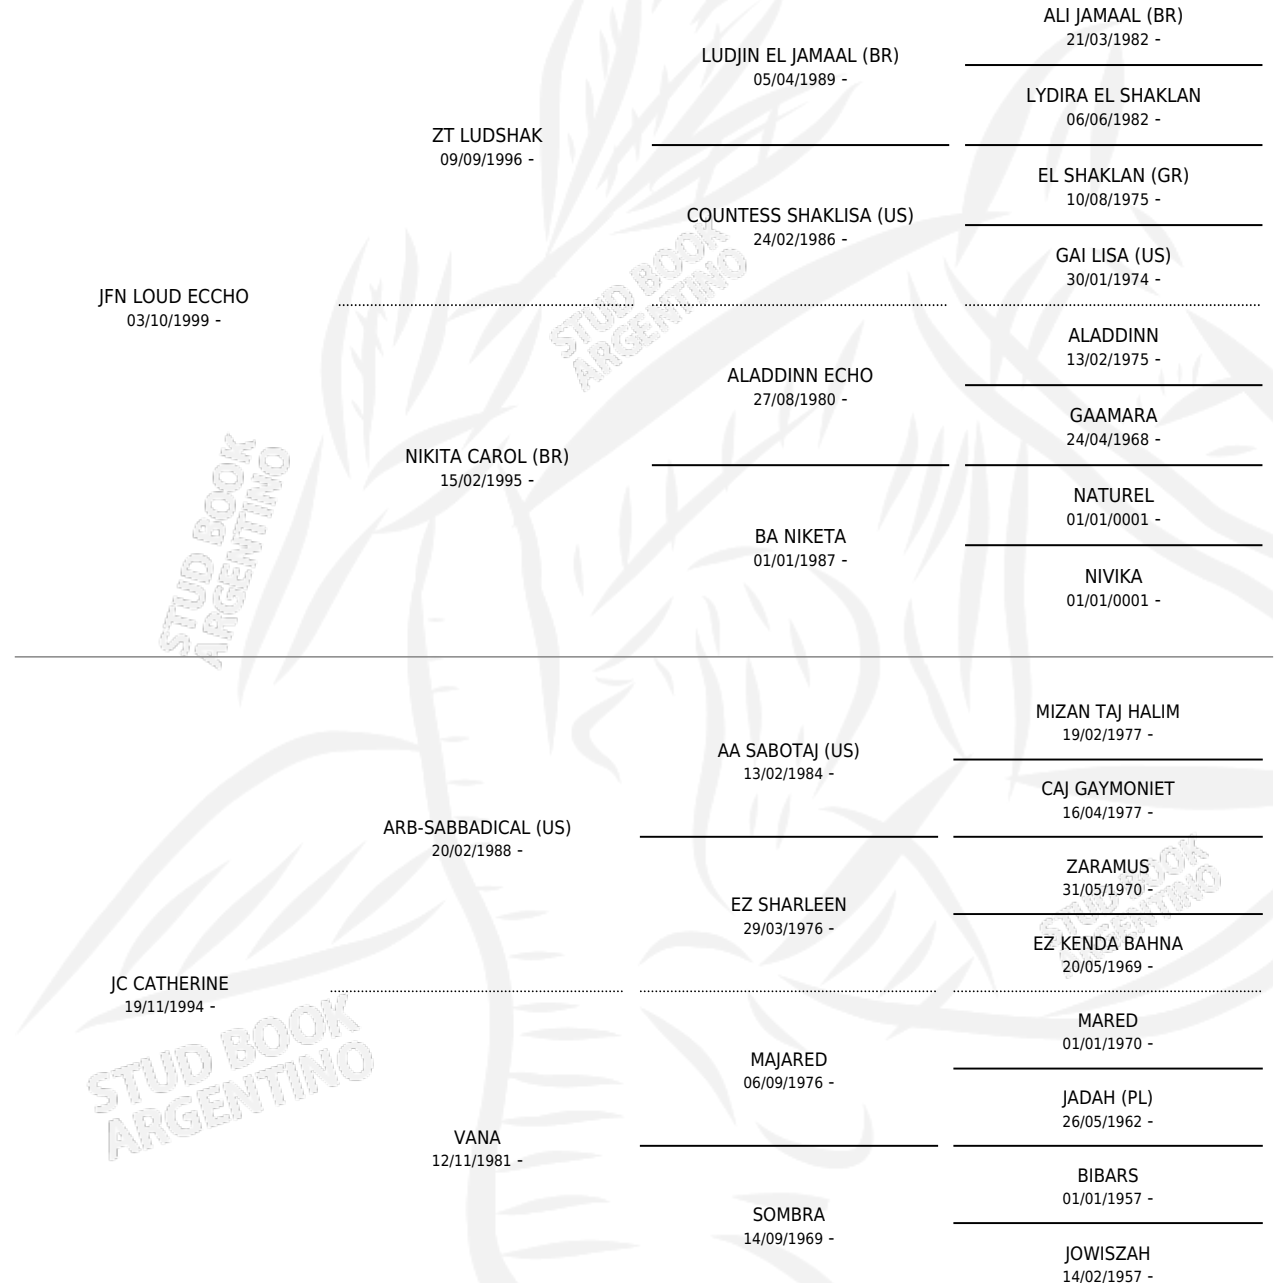 ALI JAMAAL (BR)
21/03/1982 -
LUDJIN EL JAMAAL (BR)
05/04/1989 -
LYDIRA EL SHAKLAN
06/06/1982 -
ZT LUDSHAK
09/09/1996 -
EL SHAKLAN (GR)
10/08/1975 -
COUNTESS SHAKLISA (US)
24/02/1986 -
GAI LISA (US)
30/01/1974 -
JFN LOUD ECCHO
03/10/1999 -
ALADDINN
13/02/1975 -
ALADDINN ECHO
27/08/1980 -
GAAMARA
24/04/1968 -
NIKITA CAROL (BR)
15/02/1995 -
NATUREL
01/01/0001 -
BA NIKETA
01/01/1987 -
NIVIKA
01/01/0001 -
STUD BOOK
ARGENTINO
STUD BOOK
ARGENTINO
MIZAN TAJ HALIM
19/02/1977 -
AA SABOTAJ (US)
13/02/1984 -
CAJ GAYMONIET
16/04/1977 -
ARB-SABBADICAL (US)
20/02/1988 -
ZARAMUS
31/05/1970 -
EZ SHARLEEN
29/03/1976 -
EZ KENDA BAHNA
20/05/1969 -
STUD BOOK
ARGENTINO
JC CATHERINE
19/11/1994 -
MARED
01/01/1970 -
MAJARED
06/09/1976 -
JADAH (PL)
26/05/1962 -
STUD BOOK
ARGENTINO
VANA
12/11/1981 -
BIBARS
01/01/1957 -
SOMBRA
14/09/1969 -
JOWISZAH
14/02/1957 -